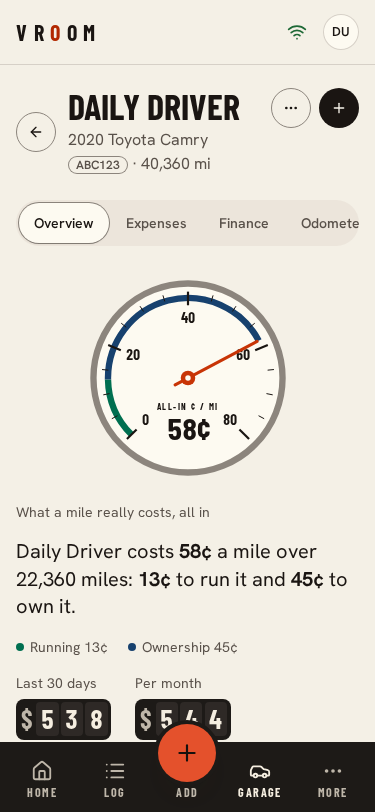 VROOM
DU
DAILY DRIVER
2020 Toyota Camry
ABC123 · 40,360 mi
Overview
Expenses
Finance
Odomete
40
20
60
0
80
ALL-IN ¢ / MI
58¢
What a mile really costs, all in
Daily Driver costs 58¢ a mile over
22,360 miles: 13¢ to run it and 45¢ to
own it.
Running 13¢
Ownership 45¢
Last 30 days
Per month
$538
$544
HOME
LOG
ADD
GARAGE
MORE